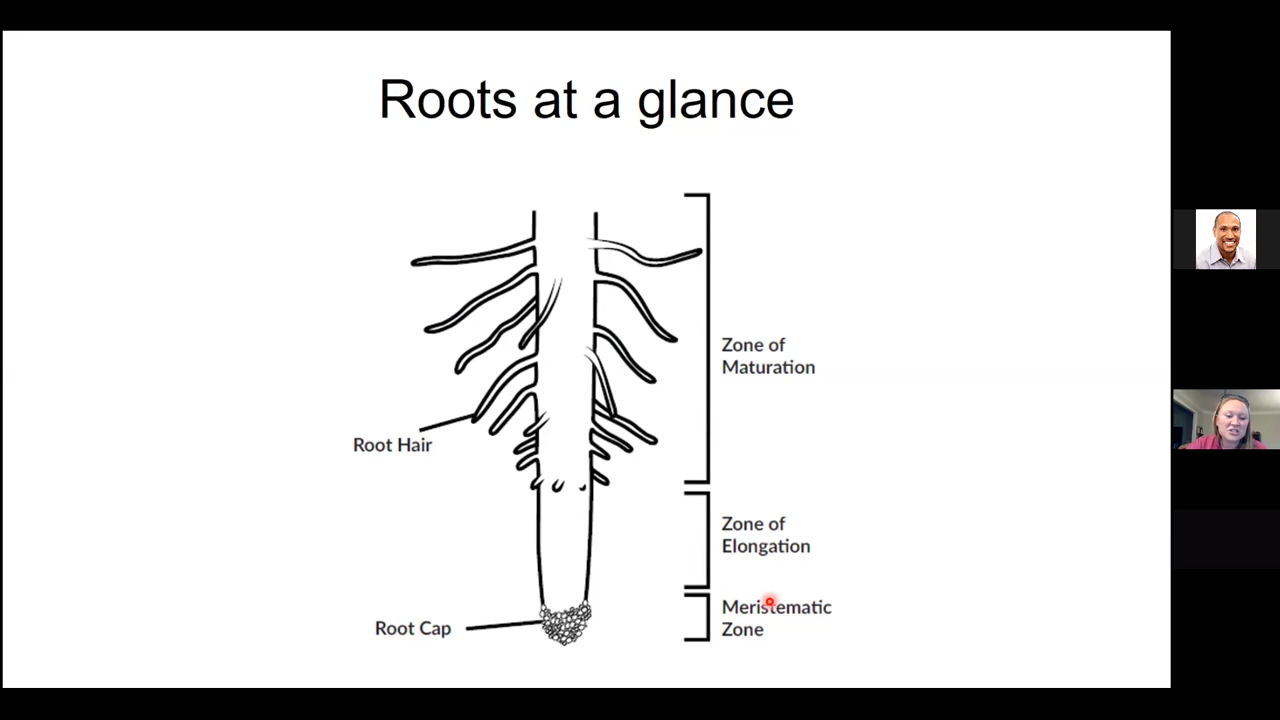 Roots at a glance
Zone of
Maturation
Root Hair
Zone of
Elongation
Meristematic
Zone
Root Cap